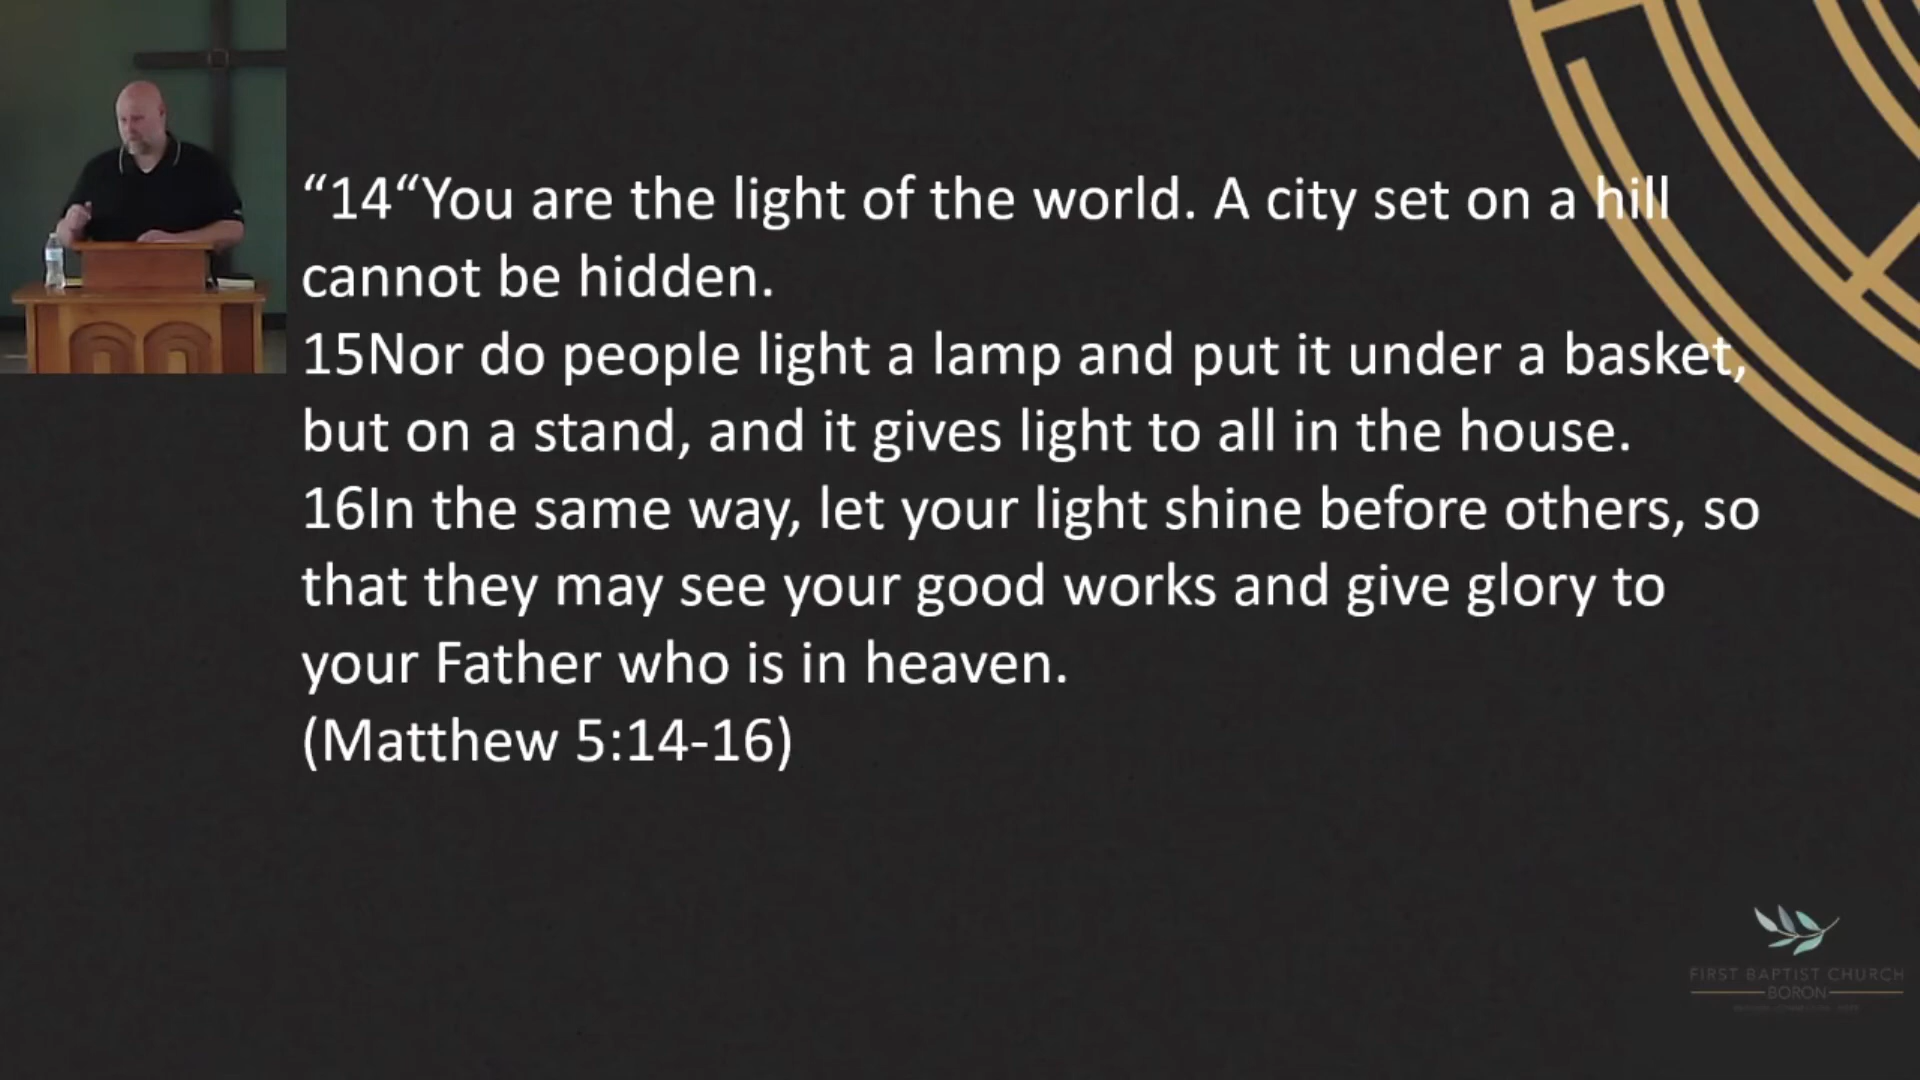 “14“You are the light of the world. A city set on a hill
cannot be hidden.
15Nor do people light a lamp and put it under a basket,
but on a stand, and it gives light to all in the house.
16In the same way, let your light shine before others, so
that they may see your good works and give glory to
your Father who is in heaven.
(Matthew 5:14-16)
FIRST BAPTIST CHURCH
BORON